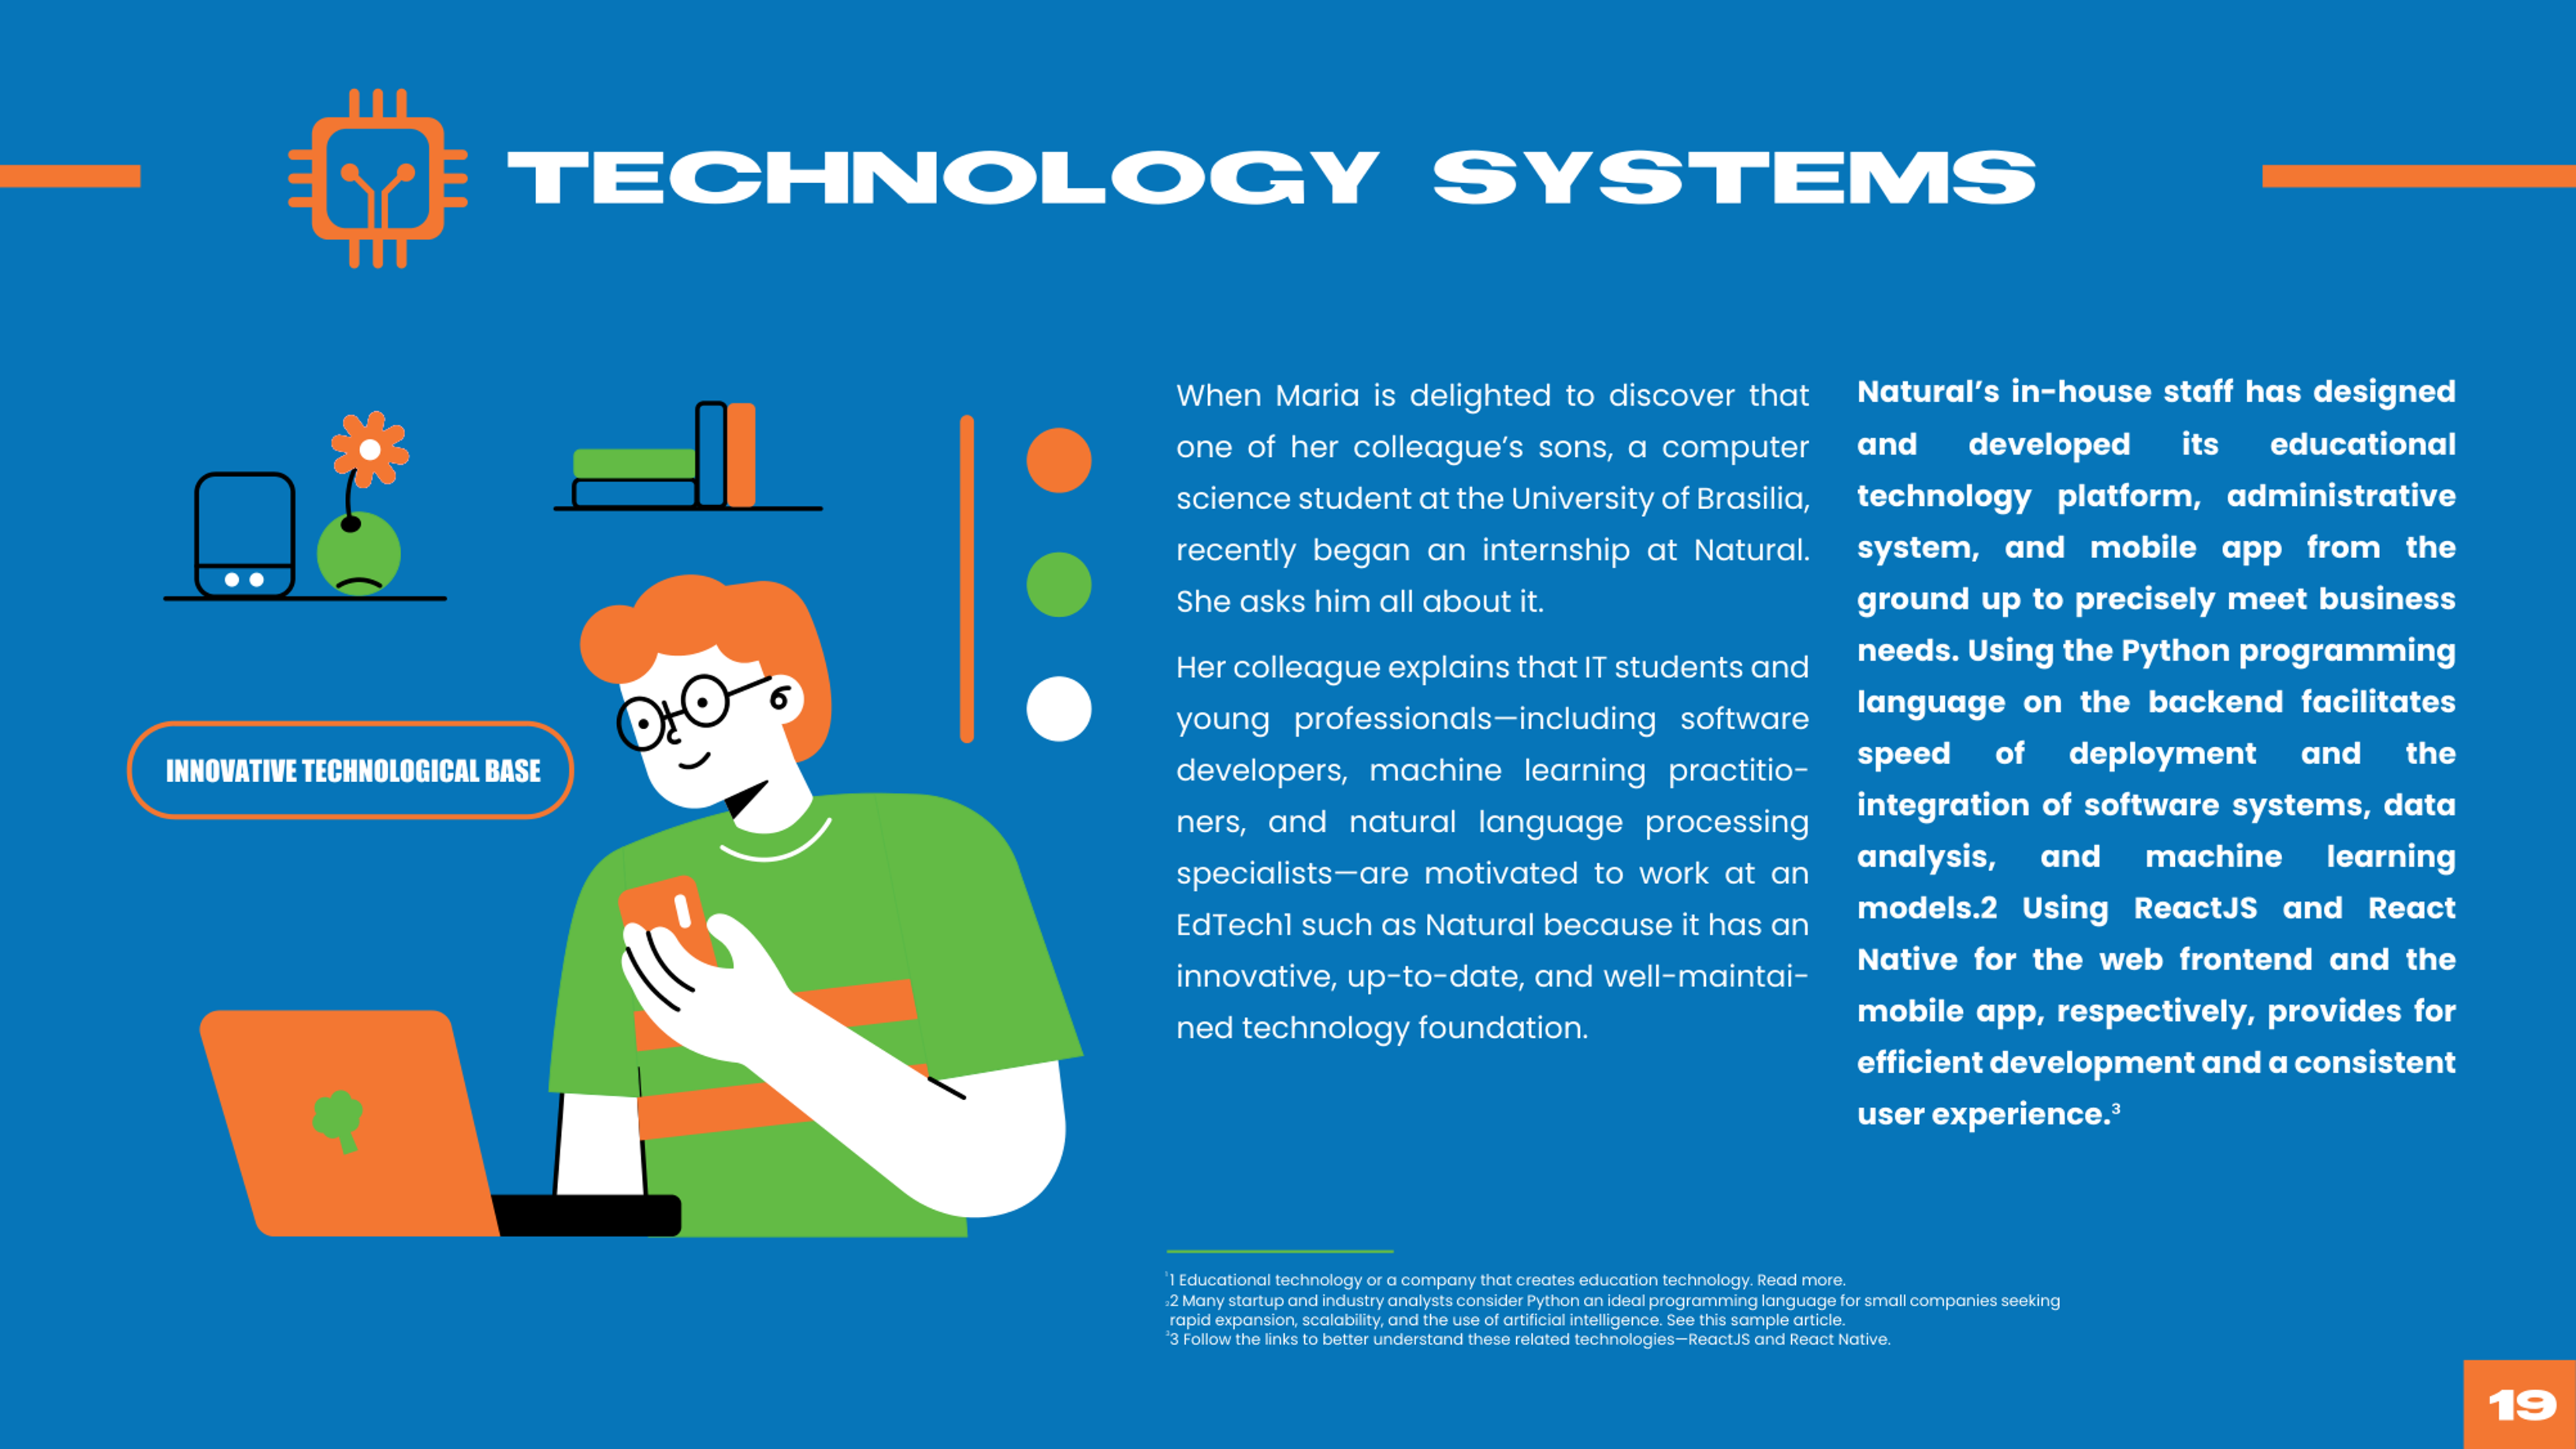 TECHNOLOGY SYSTEMS
INNOVATIVE TECHNOLOGICAL BASE
When Maria is delighted to discover that
one of her colleague's sons, a computer
science student at the University of Brasilia,
recently began an internship at Natural.
She asks him all about it.
Her colleague explains that IT students and
young professionals—including software
developers, machine learning practitio-
ners, and natural language processing
specialists—are motivated to work at an
EdTech1 such as Natural because it has an
innovative, up-to-date, and well-maintai-
ned technology foundation.
Natural's in-house staff has designed
and developed its educational
technology platform, administrative
system, and mobile app from the
ground up to precisely meet business
needs. Using the Python programming
language on the backend facilitates
speed of deployment and the
integration of software systems, data
analysis, and machine learning
models.2 Using ReactJS and React
Native for the web frontend and the
mobile app, respectively, provides for
efficient development and a consistent
user experience.³
1 Educational technology or a company that creates education technology. Read more.
2 Many startup and industry analysts consider Python an ideal programming language for small companies seeking
rapid expansion, scalability, and the use of artificial intelligence. See this sample article.
3 Follow the links to better understand these related technologies—ReactJS and React Native.
19